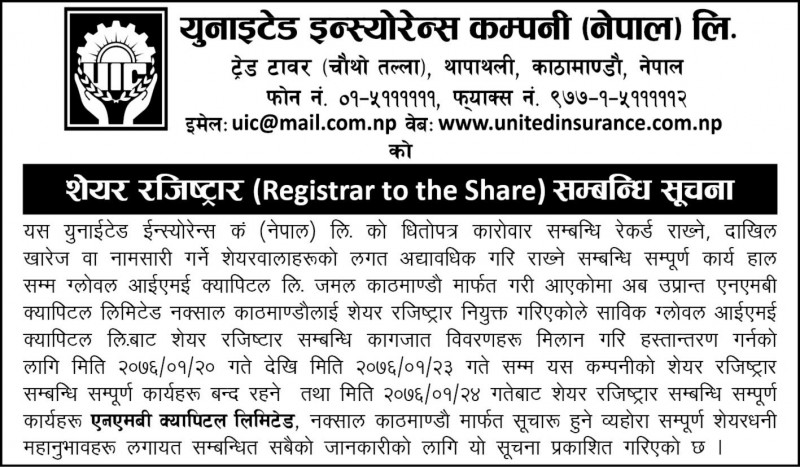 UIC
युनाइटेड इन्स्योरेन्स कम्पनी (नेपाल) लि.
ट्रेड टावर (चौथो तल्ला), थापाथली, काठामाण्डौ, नेपाल
फोन नं. ०१-५१११११११, फ्याक्स नं. ९७७-१-५१११११२
इमेल: uic@mail.com.np वेब: www.unitedinsurance.com.np
को
शेयर रजिष्ट्रार (Registrar to the Share) सम्बन्धि सूचना
यस युनाईटेड ईन्स्योरेन्स कं (नेपाल) लि. को धितोपत्र कारोवार सम्बन्धि रेकर्ड राख्ने, दाखिल
खारेज वा नामसारी गर्ने शेयरवालाहरूको लगत अद्यावधिक गरि राख्ने सम्बन्धि सम्पूर्ण कार्य हाल
सम्म ग्लोवल आईएमई क्यापिटल लि. जमल काठमाण्डौ मार्फत गरी आएकोमा अब उप्रान्त एनएमबी
क्यापिटल लिमिटेड नक्साल काठमाण्डौलाई शेयर रजिष्ट्रार नियुक्त गरिएकोले साविक ग्लोवल आईएमई
क्यापिटल लि.बाट शेयर रजिष्टार सम्बन्धि कागजात विवरणहरू मिलान गरि हस्तान्तरण गर्नको
लागि मिति २०७६/०१/२० गते देखि मिति २०७६/०१/२३ गते सम्म यस कम्पनीको शेयर रजिष्ट्रार
सम्बन्धि सम्पूर्ण कार्यहरू बन्द रहने तथा मिति २०७६/०१/२४ गतेबाट शेयर रजिष्ट्रार सम्बन्धि सम्पूर्ण
कार्यहरू एनएमबी क्यापिटल लिमिटेड, नक्साल काठमाण्डौ मार्फत सूचारू हुने व्यहोरा सम्पूर्ण शेयरधनी
महानुभावहरू लगायत सम्बन्धित सबैको जानकारीको लागि यो सूचना प्रकाशित गरिएको छ ।